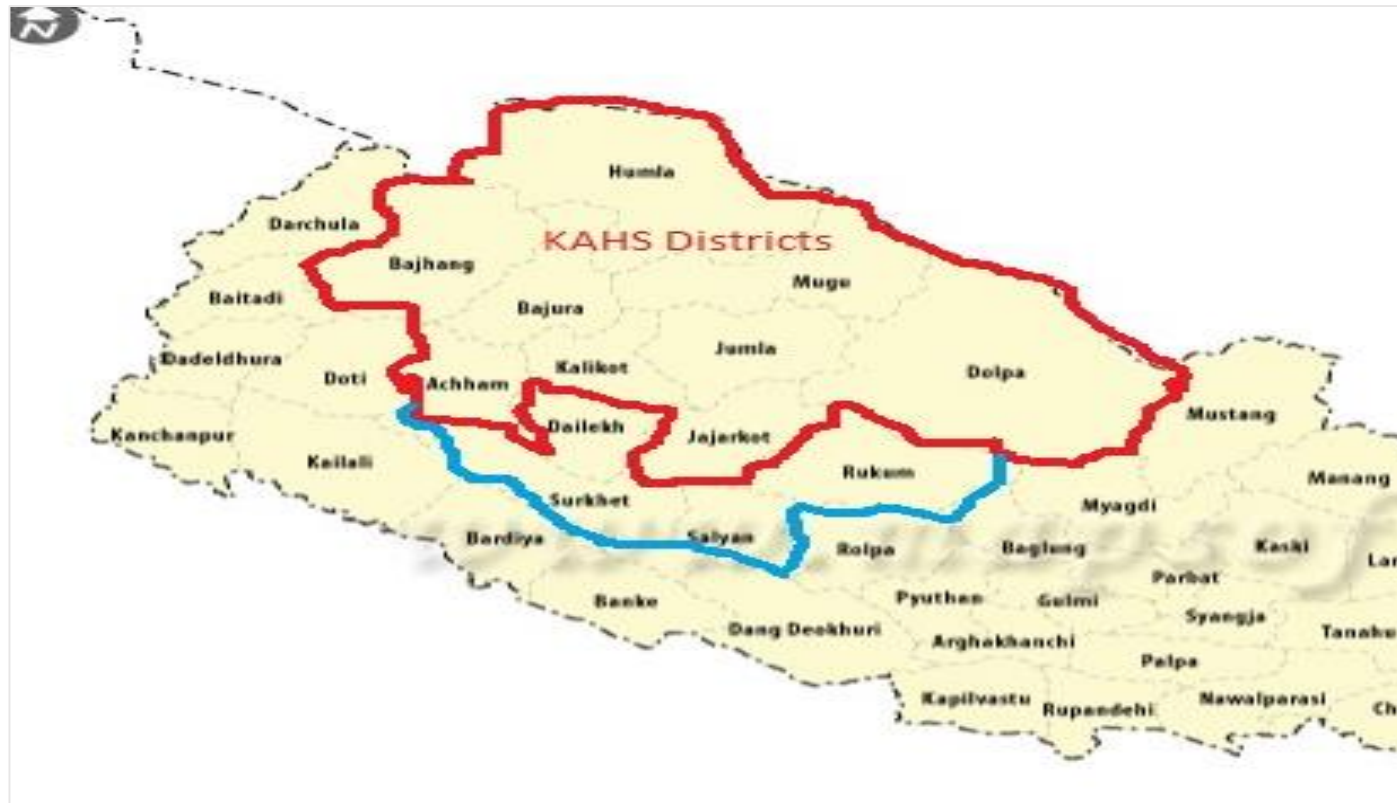 N
Humla
Darchula
KAHS Districts
Bajhang
Mugu
Baitadi
Bajura
Jumla
Dadeldhura
Kalikot
Dolpa
Doti
Achham
Mustang
Dailekh
Jajarkot
Kanchanpur
Kailali
Rukum
Manang
Surkhet
Myagdi
Salyan
Bardiya
Rolpa
Baglung
Kaski
Lar
Parbat
Banke
Pyuthan
Gulmi
Syangja
Dang Deokhuri
Tanahu
Arghakhanchi
Palpa
Kapilvastu
Rupandehi
Nawalparasi
Ch